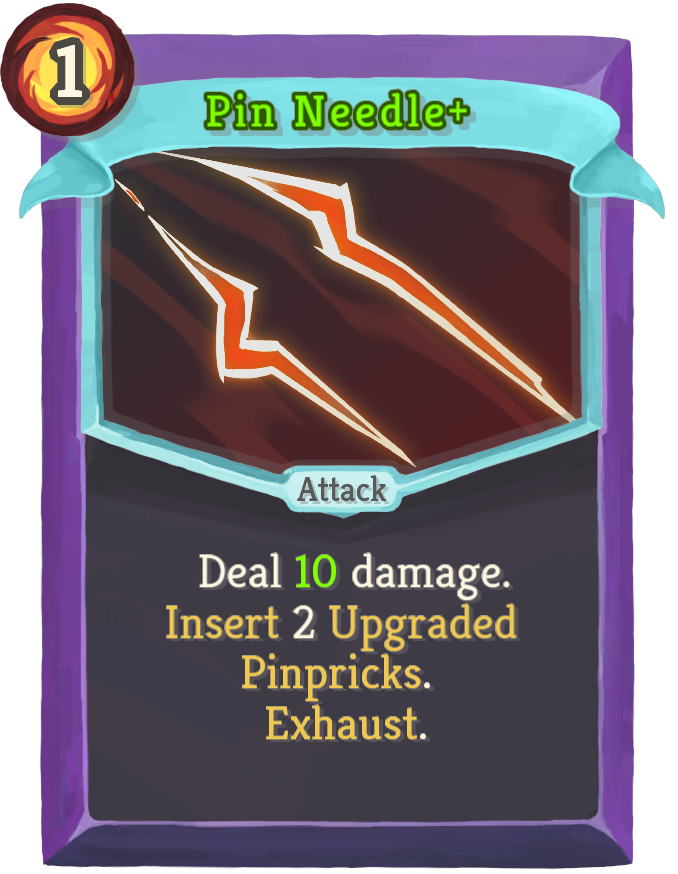 1
Pin Needle+
Attack
Deal 10 damage.
Insert 2 Upgraded
Pinpricks.
Exhaust.